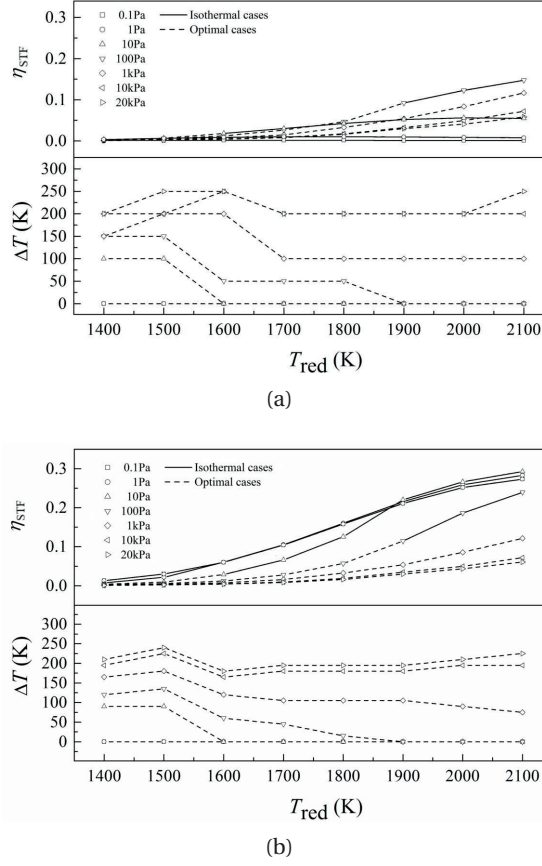 0.3
0.2
0.1
0.0
η_STF
0.1Pa
1Pa
10Pa
100Pa
1kPa
10kPa
20kPa
Isothermal cases
Optimal cases
300
250
200
150
100
50
0
ΔT (K)
1400 1500 1600 1700 1800 1900 2000 2100
T_red (K)
(a)
0.3
0.2
0.1
0.0
η_STF
0.1Pa
1Pa
10Pa
100Pa
1kPa
10kPa
20kPa
Isothermal cases
Optimal cases
300
250
200
150
100
50
0
ΔT (K)
1400 1500 1600 1700 1800 1900 2000 2100
T_red (K)
(b)